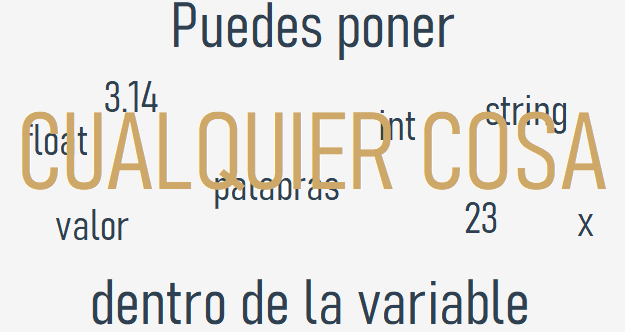 Puedes poner
3.14
string
CUALQUIER COSA
float
int
palabras
valor
23
x
dentro de la variable